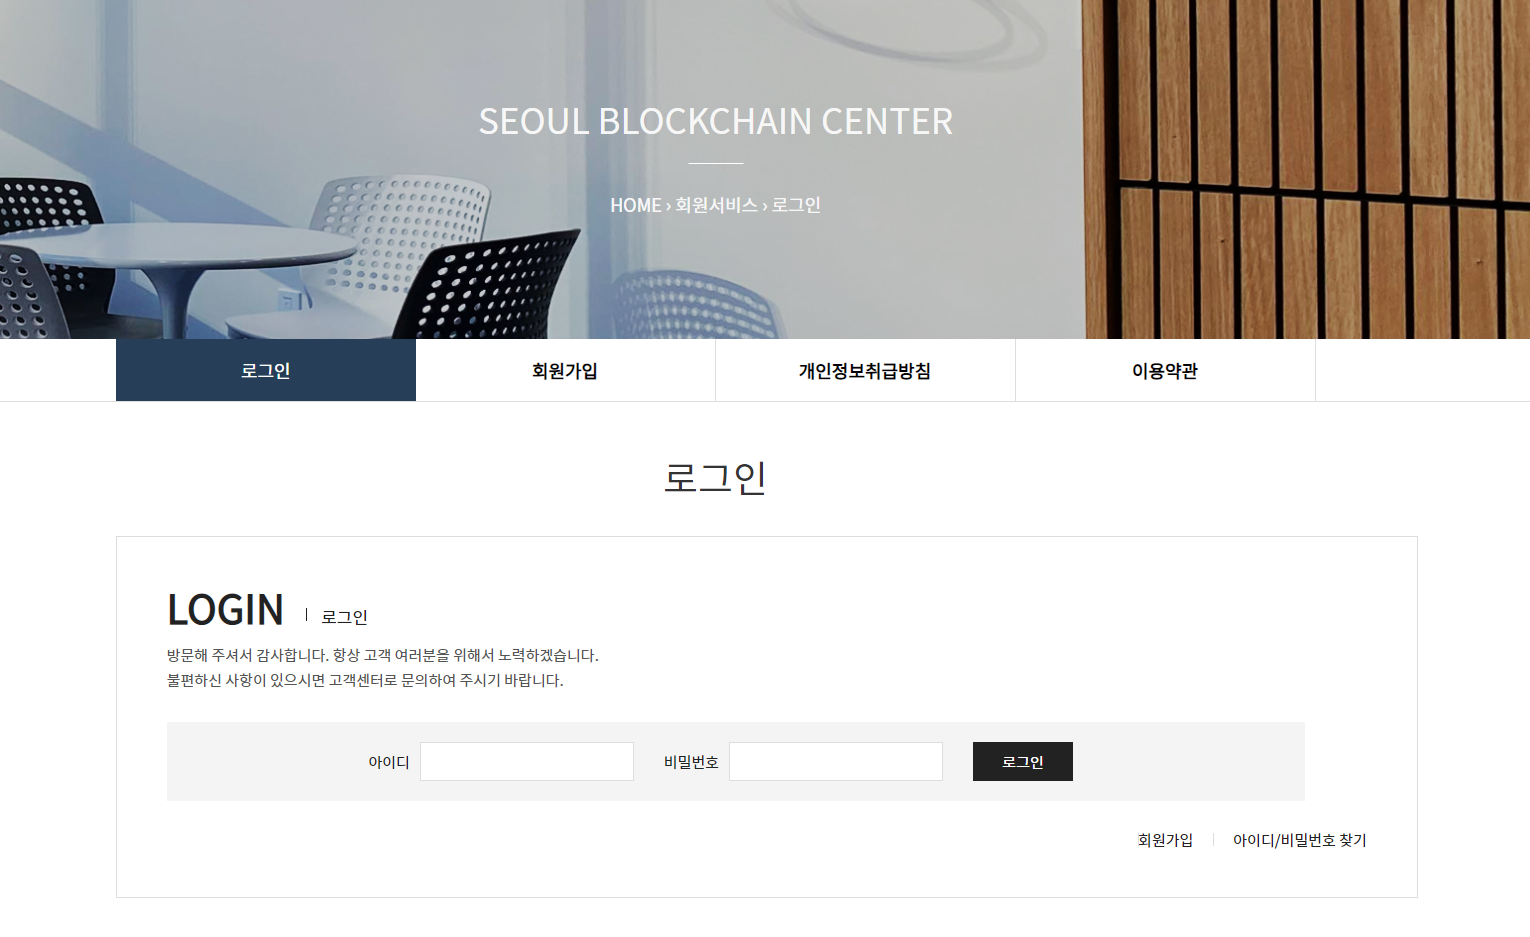 SEOUL BLOCKCHAIN CENTER
HOME › 회원서비스 › 로그인
로그인
회원가입
개인정보취급방침
이용약관
로그인
LOGIN
로그인
방문해 주셔서 감사합니다. 항상 고객 여러분을 위해서 노력하겠습니다.
불편하신 사항이 있으시면 고객센터로 문의하여 주시기 바랍니다.
아이디
비밀번호
로그인
회원가입
아이디/비밀번호 찾기